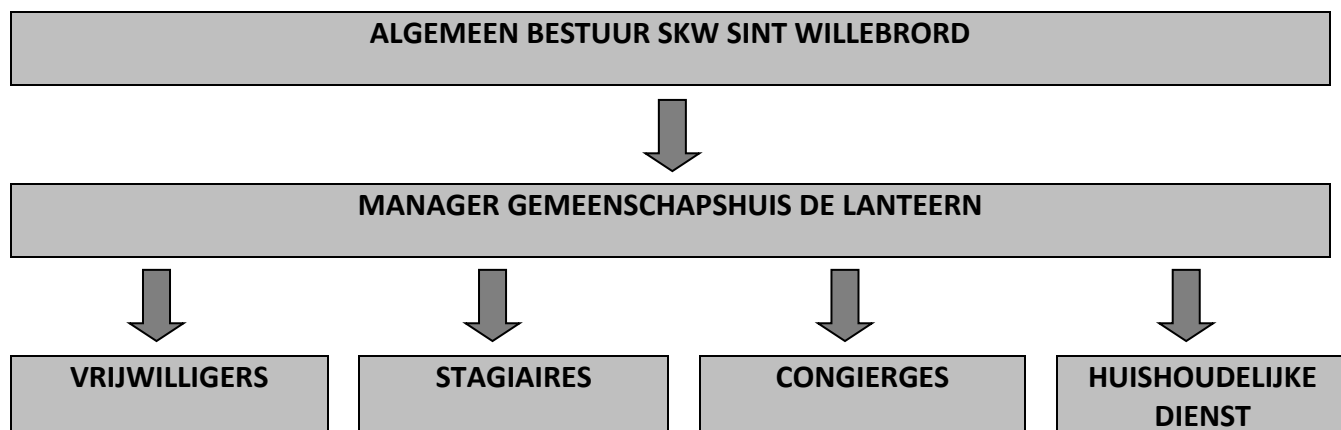 ALGEMEEN BESTUUR SKW SINT WILLEBRORD
MANAGER GEMEENSCHAPSHUIS DE LANTEERN
VRIJWILLIGERS
STAGIAIRES
CONGIERGES
HUISHOUDELIJKE
DIENST